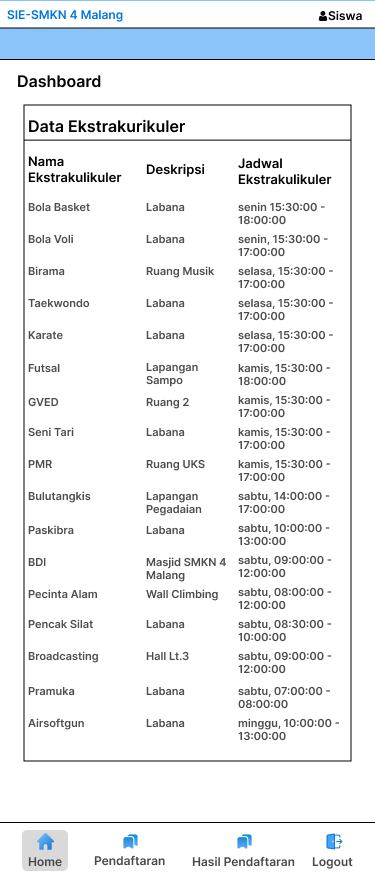 SIE-SMKN 4 Malang
Siswa
Dashboard
Data Ekstrakurikuler
Nama Ekstrakulikuler Deskripsi Jadwal Ekstrakulikuler
Bola Basket Labana senin 15:30:00 - 18:00:00
Bola Voli Labana senin, 15:30:00 - 17:00:00
Birama Ruang Musik selasa, 15:30:00 - 17:00:00
Taekwondo Labana selasa, 15:30:00 - 17:00:00
Karate Labana selasa, 15:30:00 - 17:00:00
Futsal Lapangan Sampo kamis, 15:30:00 - 18:00:00
GVED Ruang 2 kamis, 15:30:00 - 17:00:00
Seni Tari Labana kamis, 15:30:00 - 17:00:00
PMR Ruang UKS kamis, 15:30:00 - 17:00:00
Bulutangkis Lapangan Pegadaian sabtu, 14:00:00 - 17:00:00
Paskibra Labana sabtu, 10:00:00 - 13:00:00
BDI Masjid SMKN 4 Malang sabtu, 09:00:00 - 12:00:00
Pecinta Alam Wall Climbing sabtu, 08:00:00 - 12:00:00
Pencak Silat Labana sabtu, 08:30:00 - 10:00:00
Broadcasting Hall Lt.3 sabtu, 09:00:00 - 12:00:00
Pramuka Labana sabtu, 07:00:00 - 08:00:00
Airsoftgun Labana minggu, 10:00:00 - 13:00:00
Home Pendaftaran Hasil Pendaftaran Logout